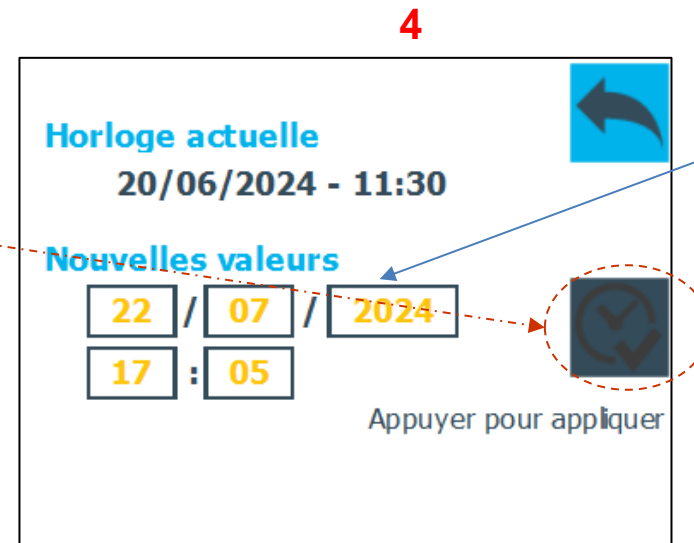 4
Horloge actuelle
20/06/2024 - 11:30
Nouvelles valeurs
22 / 07 / 2024
17 : 05
Appuyer pour appliquer